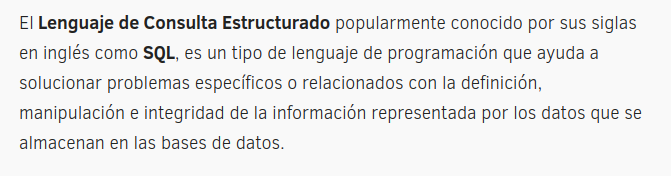 El Lenguaje de Consulta Estructurado popularmente conocido por sus siglas
en inglés como SQL, es un tipo de lenguaje de programación que ayuda a
solucionar problemas específicos o relacionados con la definición,
manipulación e integridad de la información representada por los datos que se
almacenan en las bases de datos.